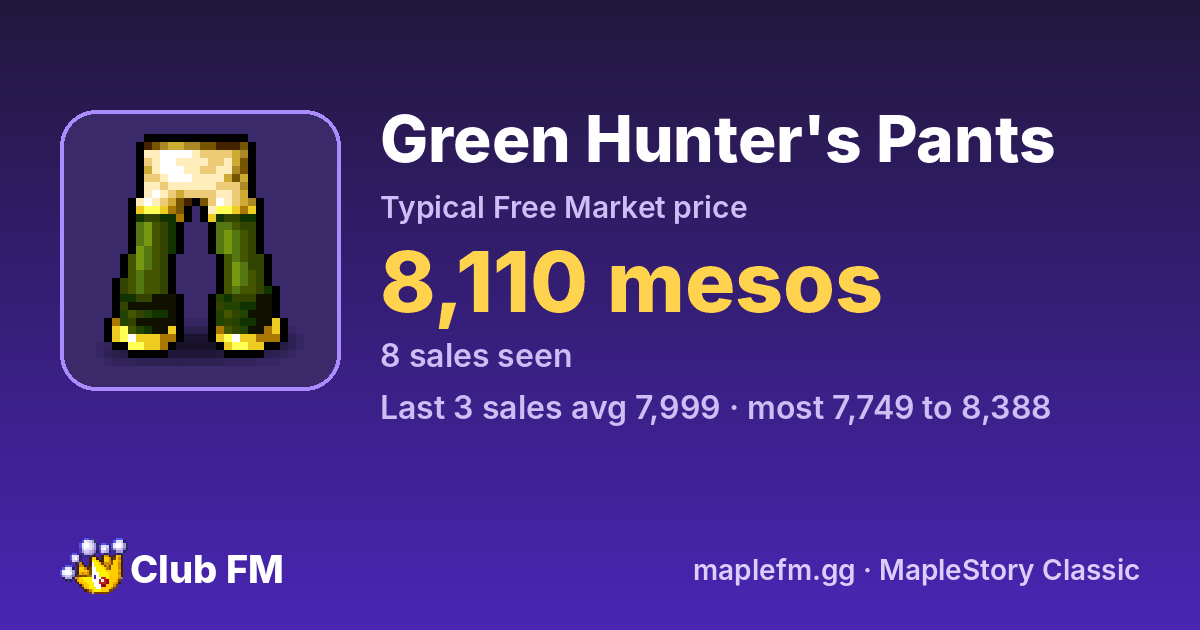 Green Hunter's Pants
Typical Free Market price
8,110 mesos
8 sales seen
Last 3 sales avg 7,999 · most 7,749 to 8,388
Club FM
maplefm.gg · MapleStory Classic